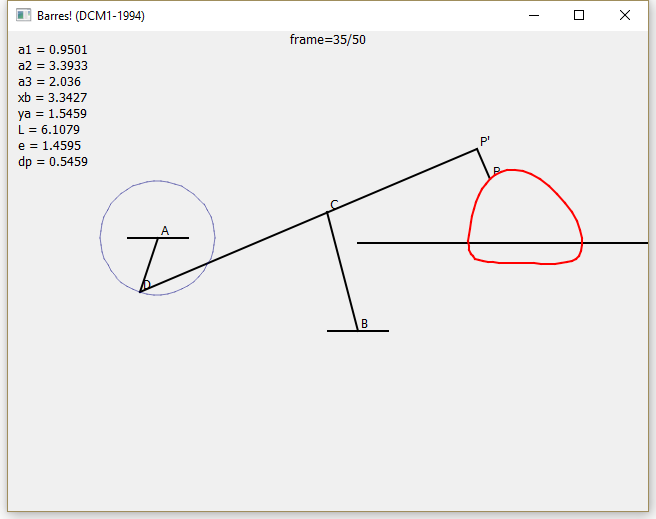 Barres! (DCM1-1994)
frame=35/50
a1 = 0.9501
a2 = 3.3933
a3 = 2.036
xb = 3.3427
ya = 1.5459
L = 6.1079
e = 1.4595
dp = 0.5459
P'
P
C
A
D
B